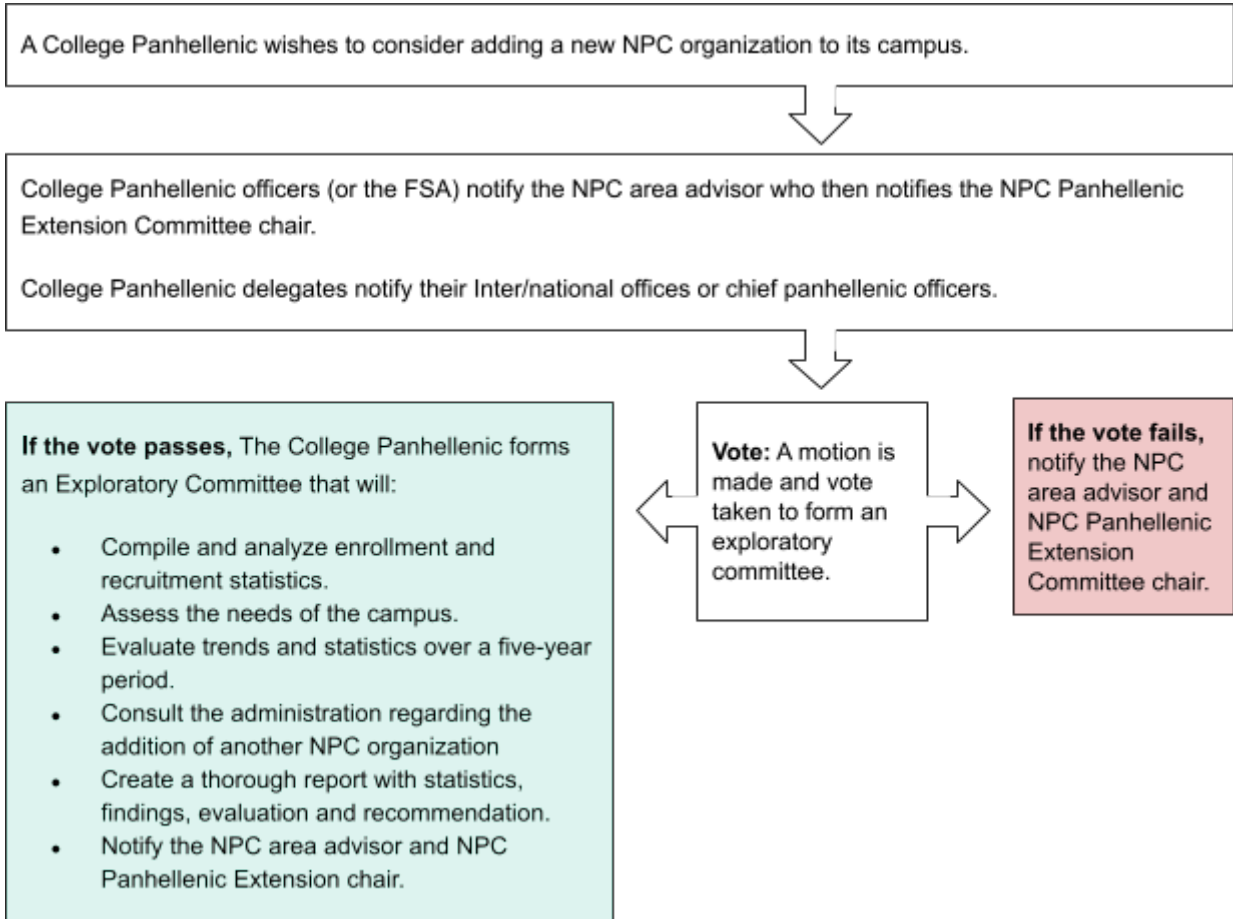 A College Panhellenic wishes to consider adding a new NPC organization to its campus.
College Panhellenic officers (or the FSA) notify the NPC area advisor who then notifies the NPC Panhellenic
Extension Committee chair.
College Panhellenic delegates notify their Inter/national offices or chief panhellenic officers.
If the vote passes, The College Panhellenic forms
an Exploratory Committee that will:
• Compile and analyze enrollment and
recruitment statistics.
• Assess the needs of the campus.
• Evaluate trends and statistics over a five-year
period.
• Consult the administration regarding the
addition of another NPC organization
• Create a thorough report with statistics,
findings, evaluation and recommendation.
• Notify the NPC area advisor and NPC
Panhellenic Extension chair.
Vote: A motion is
made and vote
taken to form an
exploratory
committee.
If the vote fails,
notify the NPC
area advisor and
NPC Panhellenic
Extension
Committee chair.